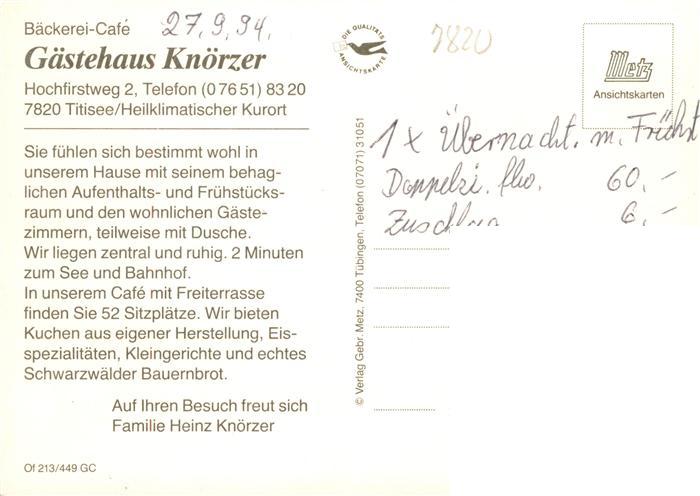 Bäckerei-Café
27.9.94.
Gästehaus Knörzer
Hochfirstweg 2, Telefon (0 76 51) 83 20
7820 Titisee/Heilklimatischer Kurort
Sie fühlen sich bestimmt wohl in
unserem Hause mit seinem behag-
lichen Aufenthalts- und Frühstücks-
raum und den wohnlichen Gäste-
zimmern, teilweise mit Dusche.
Wir liegen zentral und ruhig. 2 Minuten
zum See und Bahnhof.
In unserem Café mit Freiterrasse
finden Sie 52 Sitzplätze. Wir bieten
Kuchen aus eigener Herstellung, Eis-
spezialitäten, Kleingerichte und echtes
Schwarzwälder Bauernbrot.
Auf Ihren Besuch freut sich
Familie Heinz Knörzer
Of 213/449 GC
© Verlag Gebr. Metz, 7400 Tübingen, Telefon (07071) 31051
DIE QUALITÄTS
ANSICHTSKARTE
7820
Metz
Ansichtskarten
1 x Übernacht. m. Frühst
Doppelzi. 60.-
Zuschlag 6.-